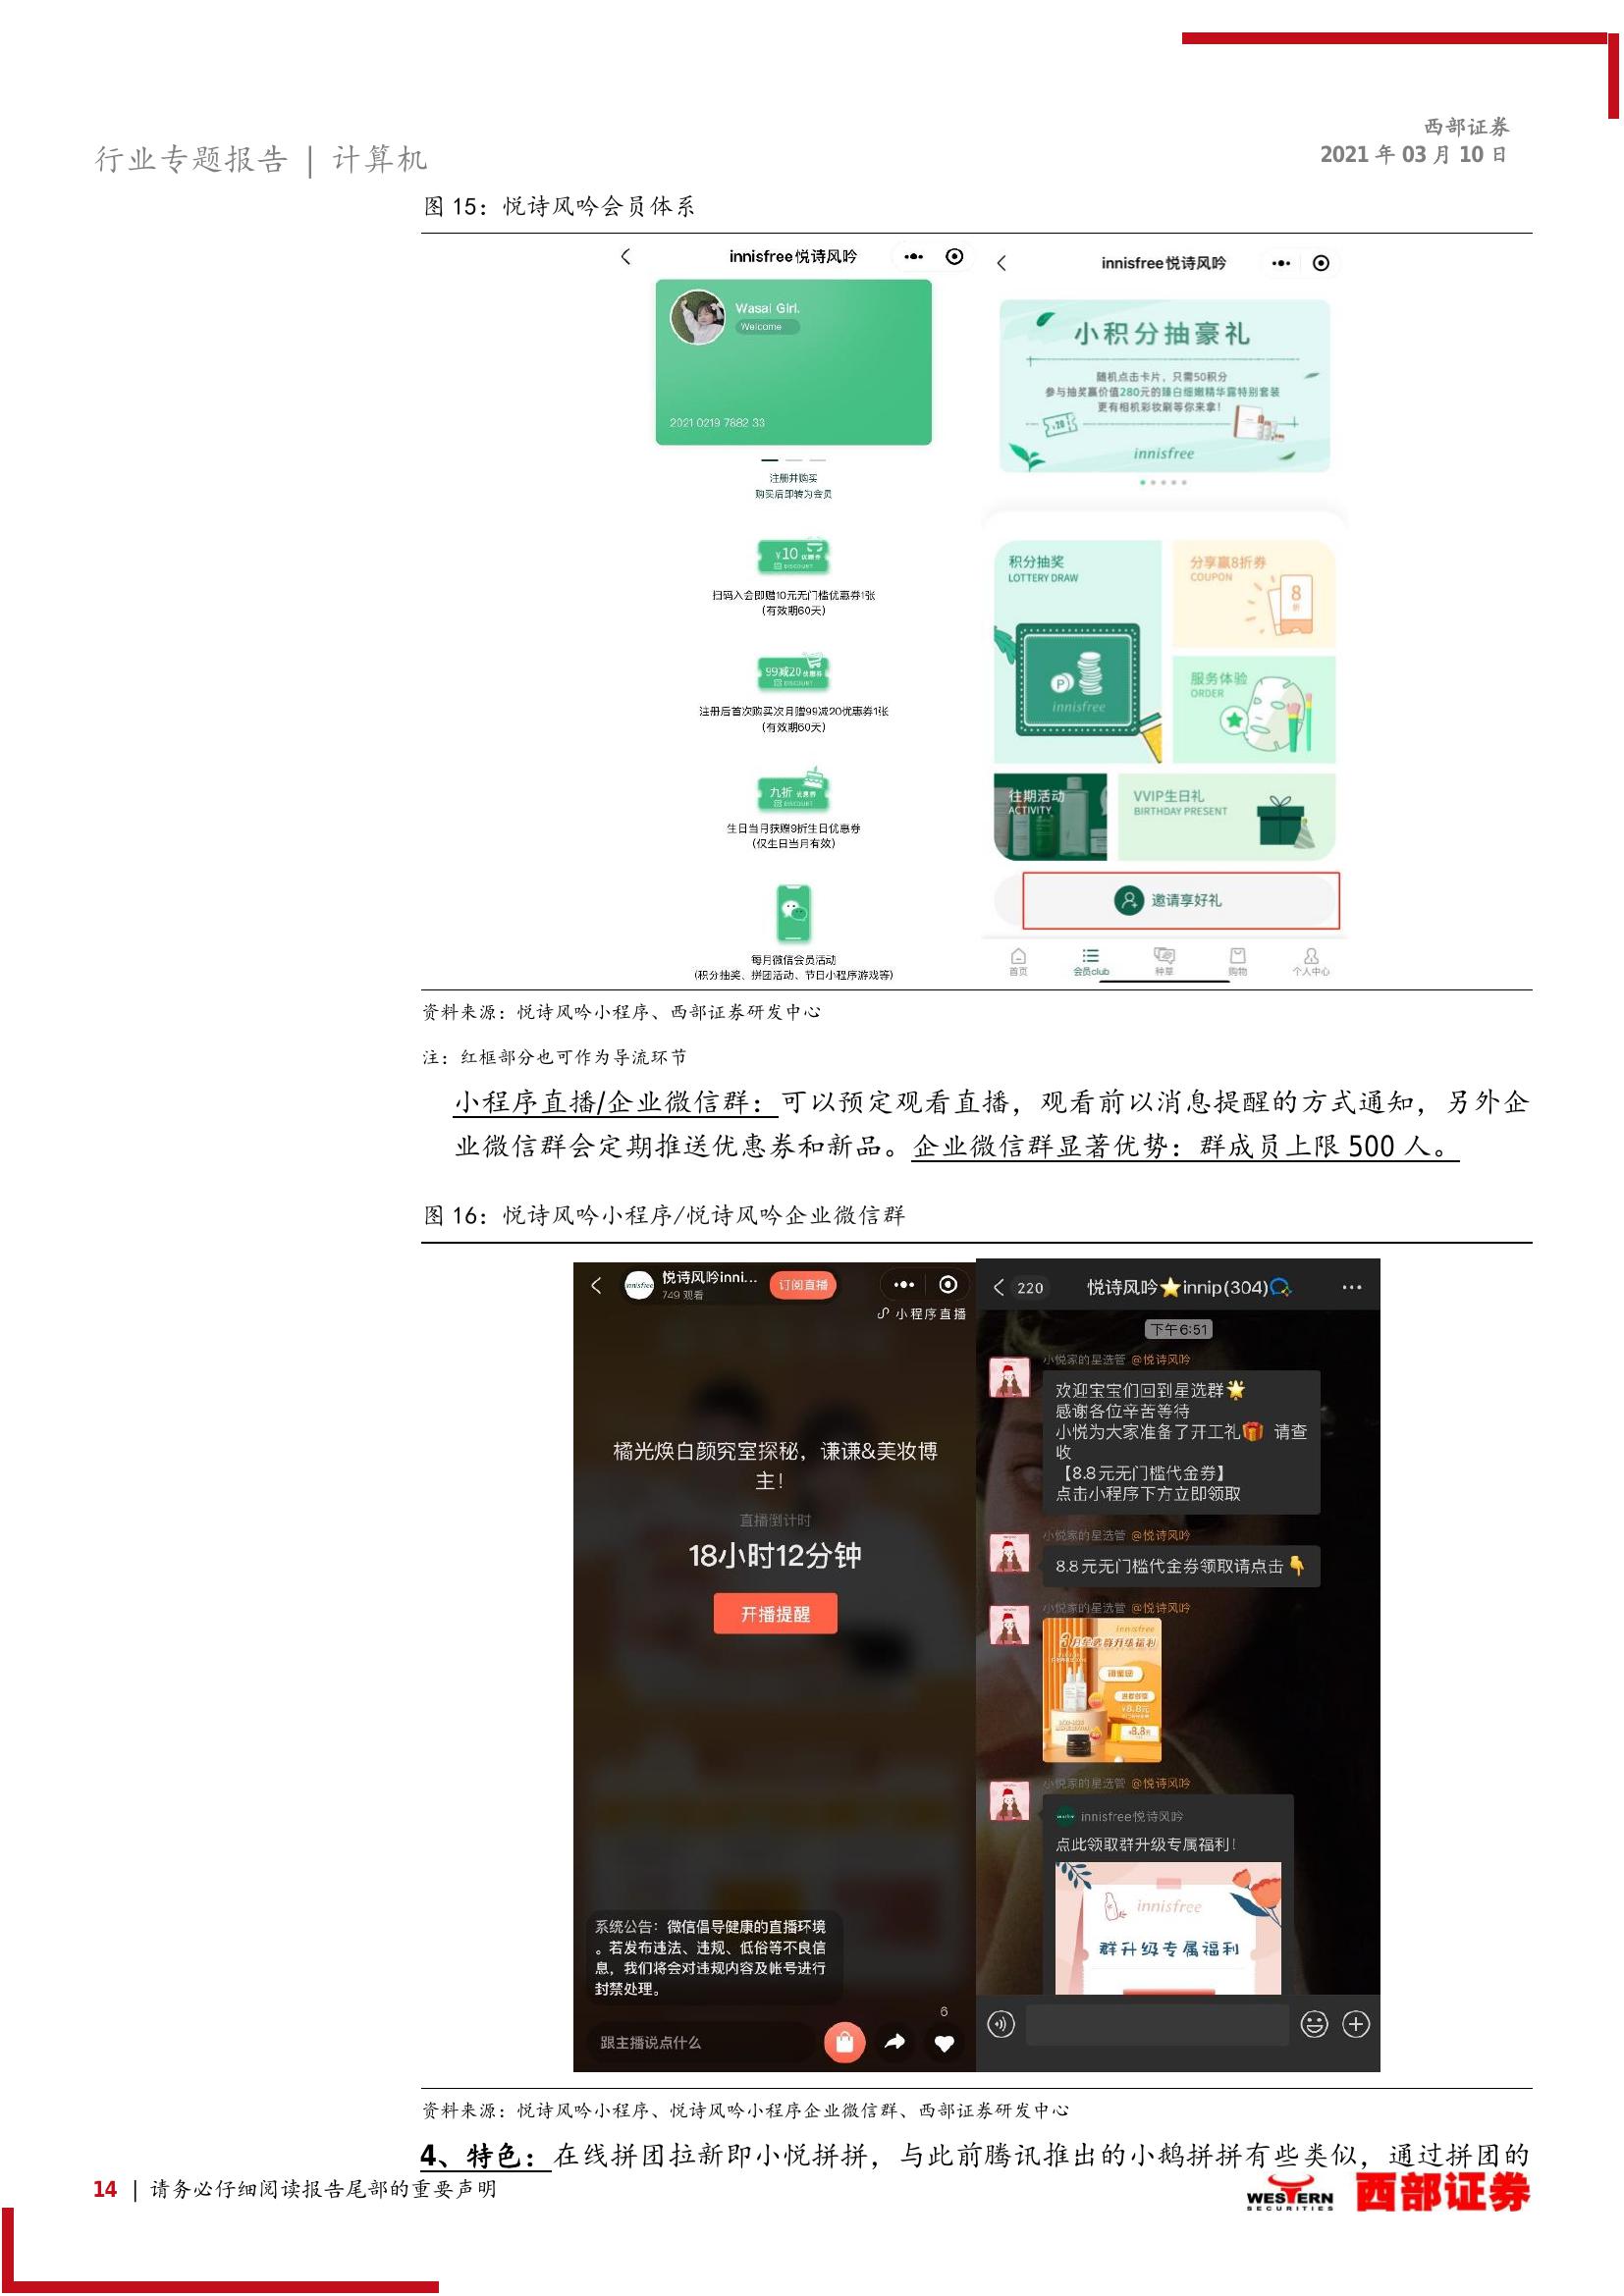 行业专题报告 | 计算机
西部证券
2021 年 03 月 10 日
图 15：悦诗风吟会员体系
innisfree悦诗风吟
Wasai Girl.
Welcome
2021 0219 7882 33
注册并购买
购买后即转为会员
¥10 优惠券
DISCOUNT
扫码入会即赠10元无门槛优惠券1张
(有效期60天)
99减20 优惠券
DISCOUNT
注册后首次购买次月赠99减20优惠券1张
(有效期60天)
九折 优惠券
DISCOUNT
生日当月获赠9折生日优惠券
(仅生日当月有效)
每月微信会员活动
(积分抽奖、拼团活动、节日小程序游戏等)
innisfree悦诗风吟
小积分抽豪礼
随机点击卡片，只需50积分
参与抽奖赢价值280元的臻白细嫩精华露特别套装
更有相机彩妆刷等你来拿！
innisfree
积分抽奖
LOTTERY DRAW
innisfree
分享赢8折券
COUPON
8
折
服务体验
ORDER
往期活动
ACTIVITY
VVIP生日礼
BIRTHDAY PRESENT
邀请享好礼
首页 会员club 种草 购物 个人中心
资料来源：悦诗风吟小程序、西部证券研发中心
注：红框部分也可作为导流环节
小程序直播/企业微信群：可以预定观看直播，观看前以消息提醒的方式通知，另外企
业微信群会定期推送优惠券和新品。企业微信群显著优势：群成员上限 500 人。
图 16：悦诗风吟小程序/悦诗风吟企业微信群
innisfree
悦诗风吟inni...
749 观看
订阅直播
小程序直播
橘光焕白颜究室探秘，谦谦&美妆博
主！
直播倒计时
18小时12分钟
开播提醒
系统公告：微信倡导健康的直播环境
。若发布违法、违规、低俗等不良信
息，我们将会对违规内容及帐号进行
封禁处理。
6
跟主播说点什么
220
悦诗风吟⭐innip(304)
下午6:51
小悦家的星选管 @悦诗风吟
欢迎宝宝们回到星选群🌟
感谢各位辛苦等待
小悦为大家准备了开工礼🎁 请查
收
【8.8元无门槛代金券】
点击小程序下方立即领取
小悦家的星选管 @悦诗风吟
8.8元无门槛代金券领取请点击👇
小悦家的星选管 @悦诗风吟
innisfree
¥8.8元
¥8.8元
小悦家的星选管 @悦诗风吟
innisfree悦诗风吟
点此领取群升级专属福利！
innisfree
群升级专属福利
资料来源：悦诗风吟小程序、悦诗风吟小程序企业微信群、西部证券研发中心
4、特色：在线拼团拉新即小悦拼拼，与此前腾讯推出的小鹅拼拼有些类似，通过拼团的
14 | 请务必仔细阅读报告尾部的重要声明
WESTERN
SECURITIES
西部证券